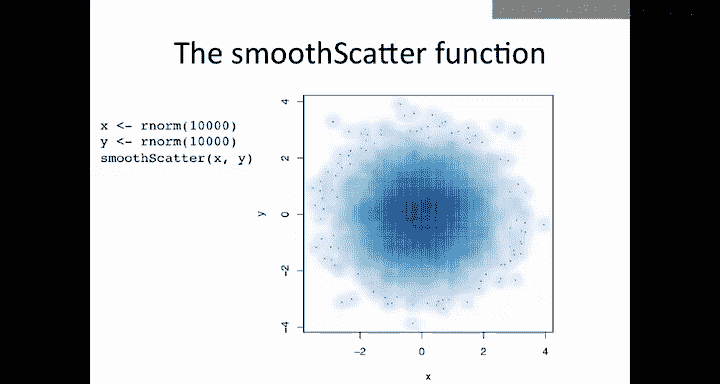 The smoothScatter function
x <- rnorm(10000)
y <- rnorm(10000)
smoothScatter(x, y)
4
2
0
-2
-4
y
-2
0
2
4
x